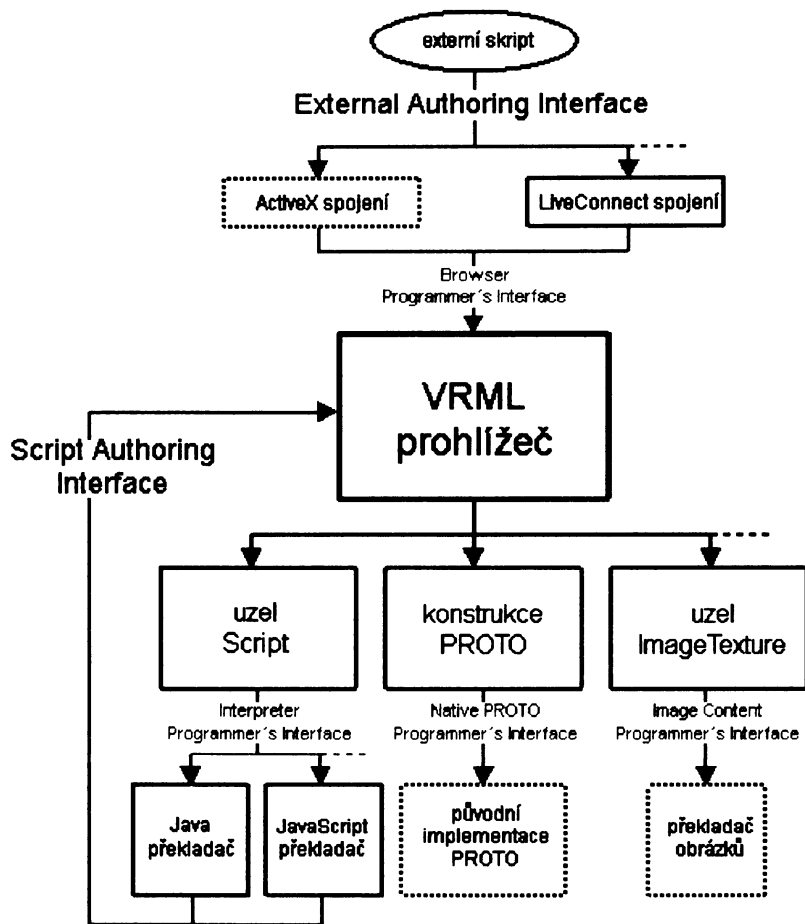 externí skript
External Authoring Interface
ActiveX spojení
LiveConnect spojení
Browser
Programmer´s Interface
VRML
prohlížeč
Script Authoring
Interface
uzel
Script
konstrukce
PROTO
uzel
ImageTexture
Interpreter
Programmer´s Interface
Native PROTO
Programmer´s Interface
Image Content
Programmer´s Interface
Java
překladač
JavaScript
překladač
původní
implementace
PROTO
překladač
obrázků